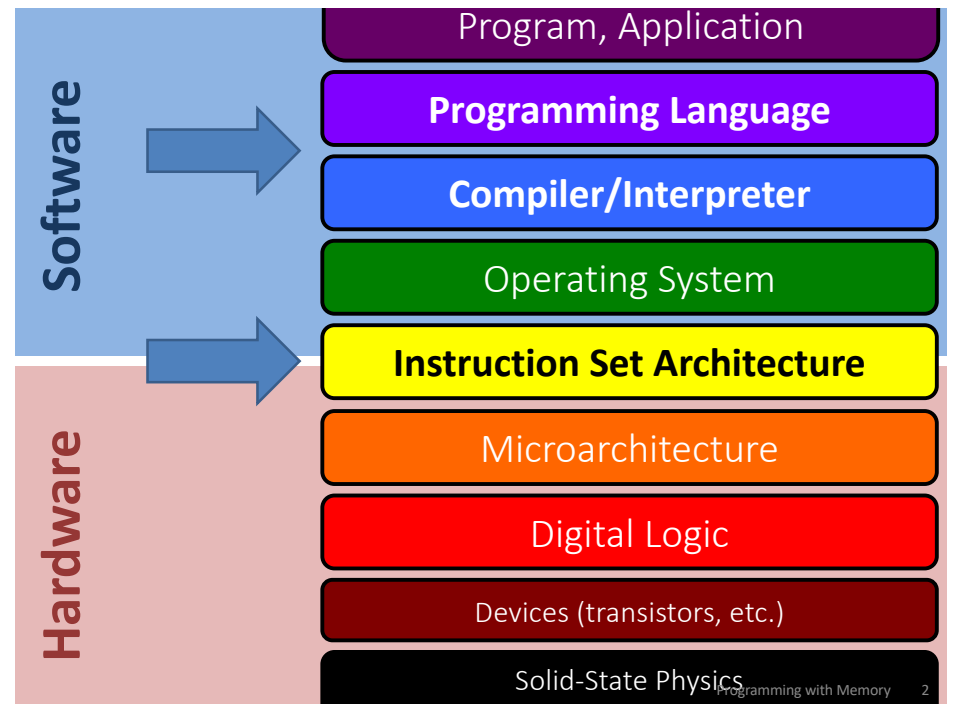 Software
Program, Application
Programming Language
Compiler/Interpreter
Operating System
Instruction Set Architecture
Hardware
Microarchitecture
Digital Logic
Devices (transistors, etc.)
Solid-State Physics
Programming with Memory 2